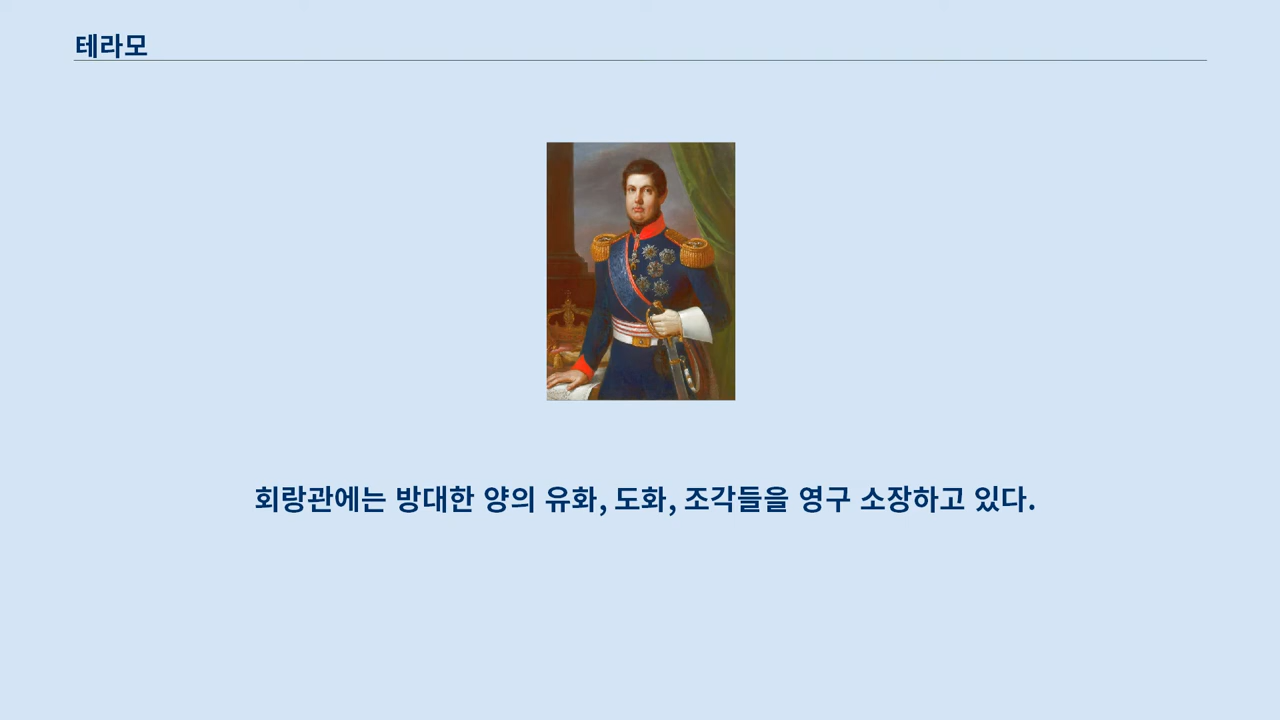 테라모
회랑관에는 방대한 양의 유화, 도화, 조각들을 영구 소장하고 있다.